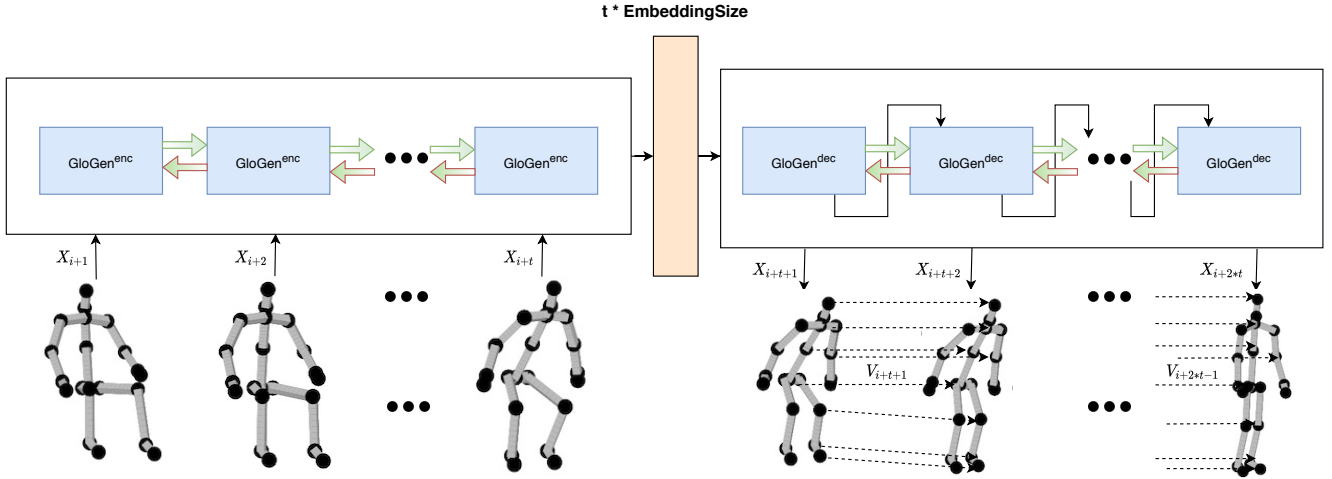 t * EmbeddingSize
GloGen^enc GloGen^enc GloGen^enc
GloGen^dec GloGen^dec GloGen^dec
X_{i+1} X_{i+2} X_{i+t}
X_{i+t+1} X_{i+t+2} X_{i+2*t}
V_{i+t+1} V_{i+2*t-1}